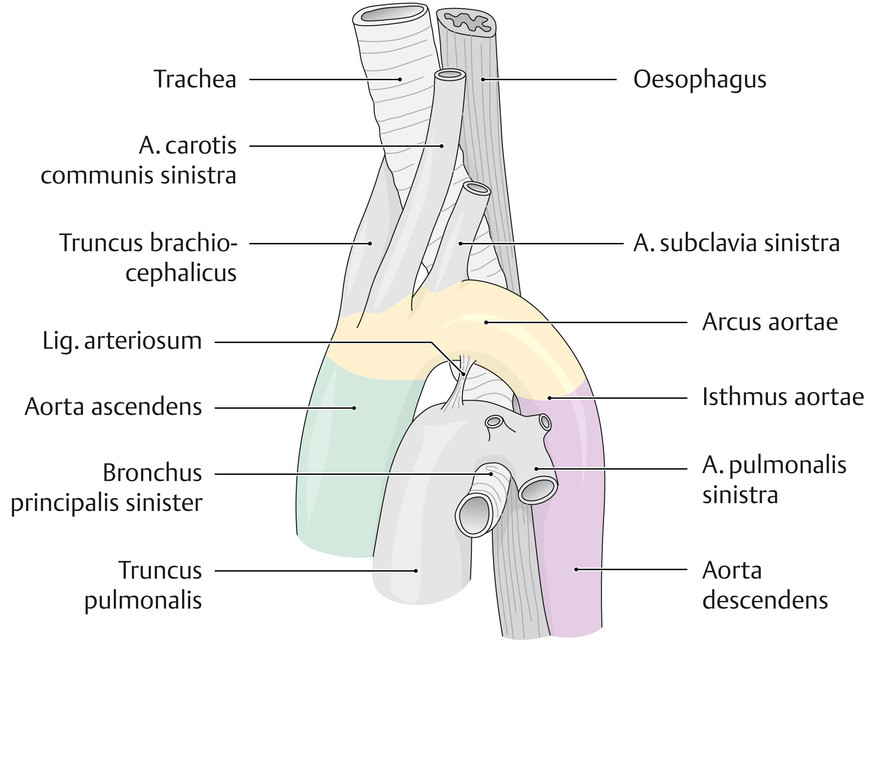 Trachea
A. carotis
communis sinistra
Truncus brachio-
cephalicus
Lig. arteriosum
Aorta ascendens
Bronchus
principalis sinister
Truncus
pulmonalis
Oesophagus
A. subclavia sinistra
Arcus aortae
Isthmus aortae
A. pulmonalis
sinistra
Aorta
descendens